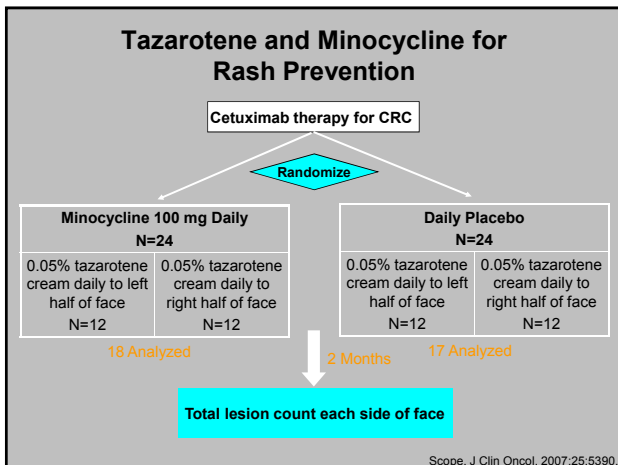 Tazarotene and Minocycline for
Rash Prevention
Cetuximab therapy for CRC
Randomize
Minocycline 100 mg Daily
N=24
0.05% tazarotene
cream daily to left
half of face
N=12
0.05% tazarotene
cream daily to
right half of face
N=12
Daily Placebo
N=24
0.05% tazarotene
cream daily to left
half of face
N=12
0.05% tazarotene
cream daily to
right half of face
N=12
18 Analyzed
2 Months
17 Analyzed
Total lesion count each side of face
Scope. J Clin Oncol. 2007;25:5390.